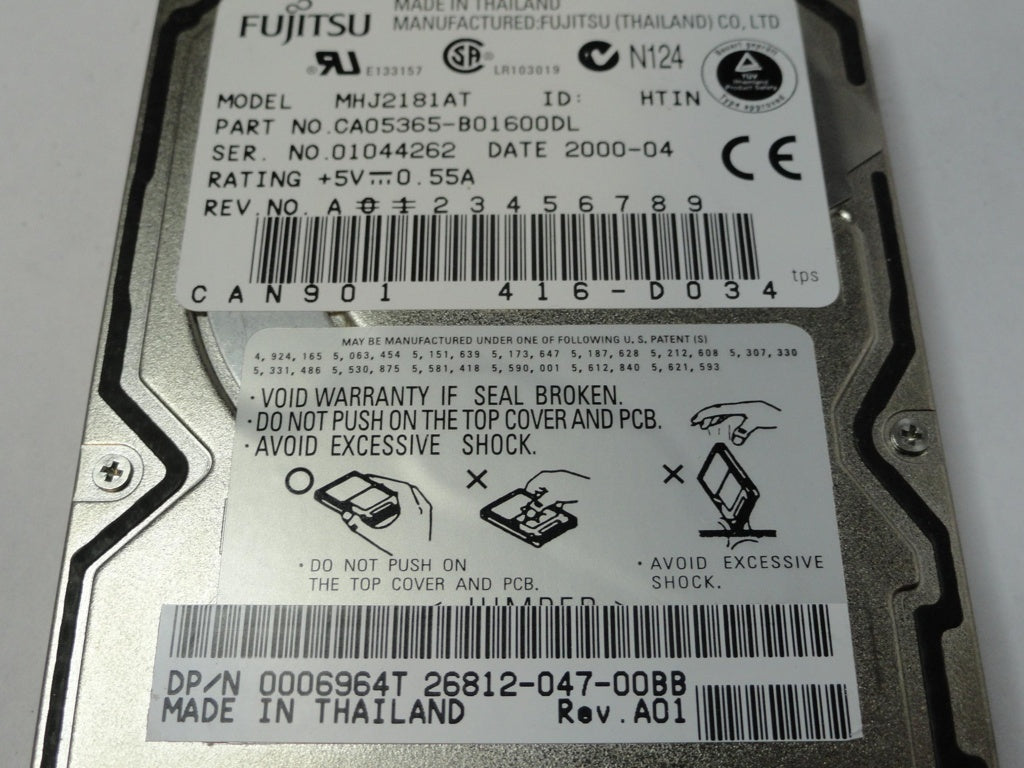 MADE IN THAILAND
FUJITSU MANUFACTURED:FUJITSU (THAILAND) CO, LTD
E133157 LR103019 N124
MODEL MHJ2181AT ID: HTIN
PART NO.CA05365-B01600DL
SER. NO.01044262 DATE 2000-04
CE
RATING +5V⎓0.55A
REV.NO. A 0 1 2 3 4 5 6 7 8 9
tps
CAN901 416-D034
MAY BE MANUFACTURED UNDER ONE OF FOLLOWING U.S. PATENT (S)
4, 924, 165 5, 063, 454 5, 151, 639 5, 173, 647 5, 187, 628 5, 212, 608 5, 307, 330
5, 331, 486 5, 530, 875 5, 581, 418 5, 590, 001 5, 612, 840 5, 621, 593
· VOID WARRANTY IF SEAL BROKEN.
· DO NOT PUSH ON THE TOP COVER AND PCB.
· AVOID EXCESSIVE SHOCK.
· DO NOT PUSH ON
THE TOP COVER AND PCB.
· AVOID EXCESSIVE
SHOCK.
< JUMPER >
DP/N 0006964T 26812-047-00BB
MADE IN THAILAND Rev.A01